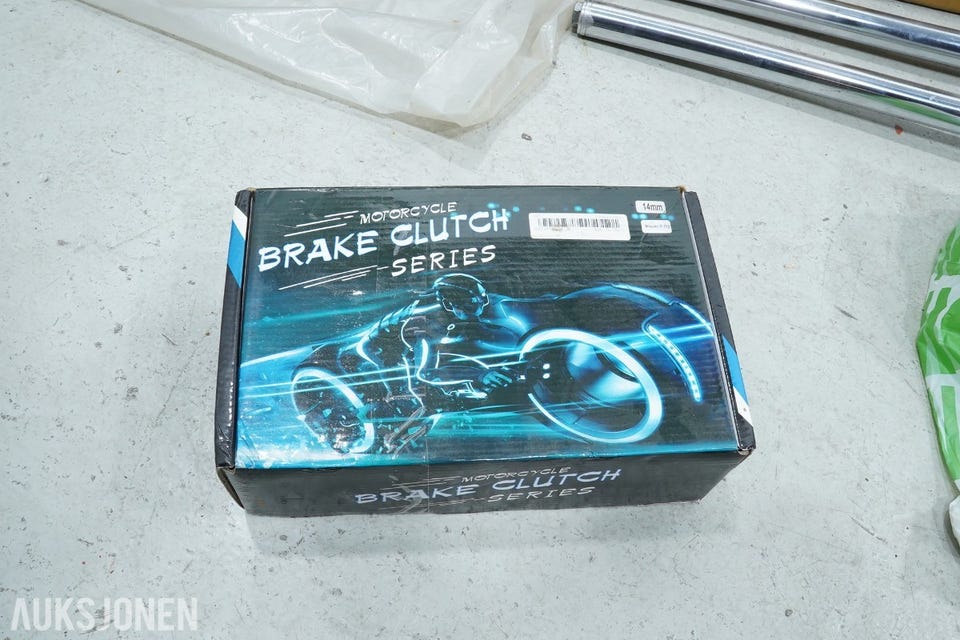 MOTORCYCLE
BRAKE CLUTCH
SERIES
14mm
MOTORCYCLE
BRAKE CLUTCH
SERIES
AUKSJONEN